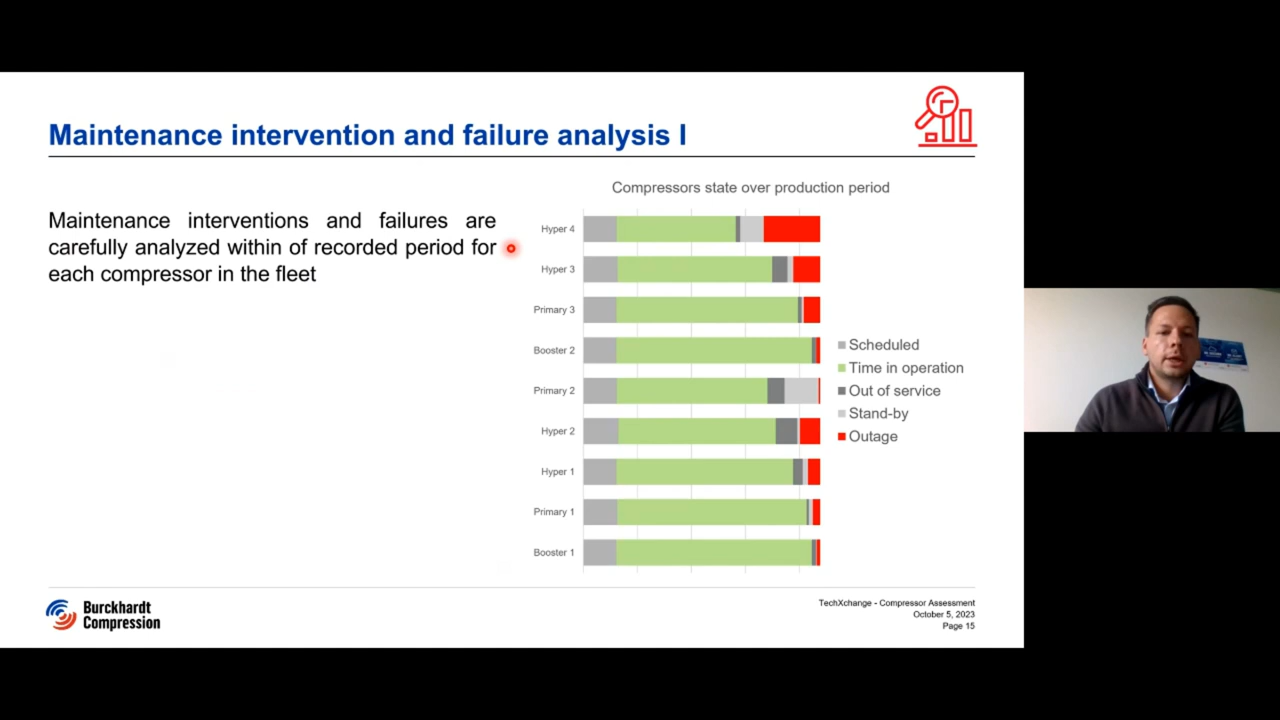 Maintenance intervention and failure analysis I
Maintenance interventions and failures are
carefully analyzed within of recorded period for
each compressor in the fleet
Compressors state over production period
Hyper 4
Hyper 3
Primary 3
Booster 2
Primary 2
Hyper 2
Hyper 1
Primary 1
Booster 1
Scheduled
Time in operation
Out of service
Stand-by
Outage
Burckhardt
Compression
TechXchange - Compressor Assessment
October 5, 2023
Page 15